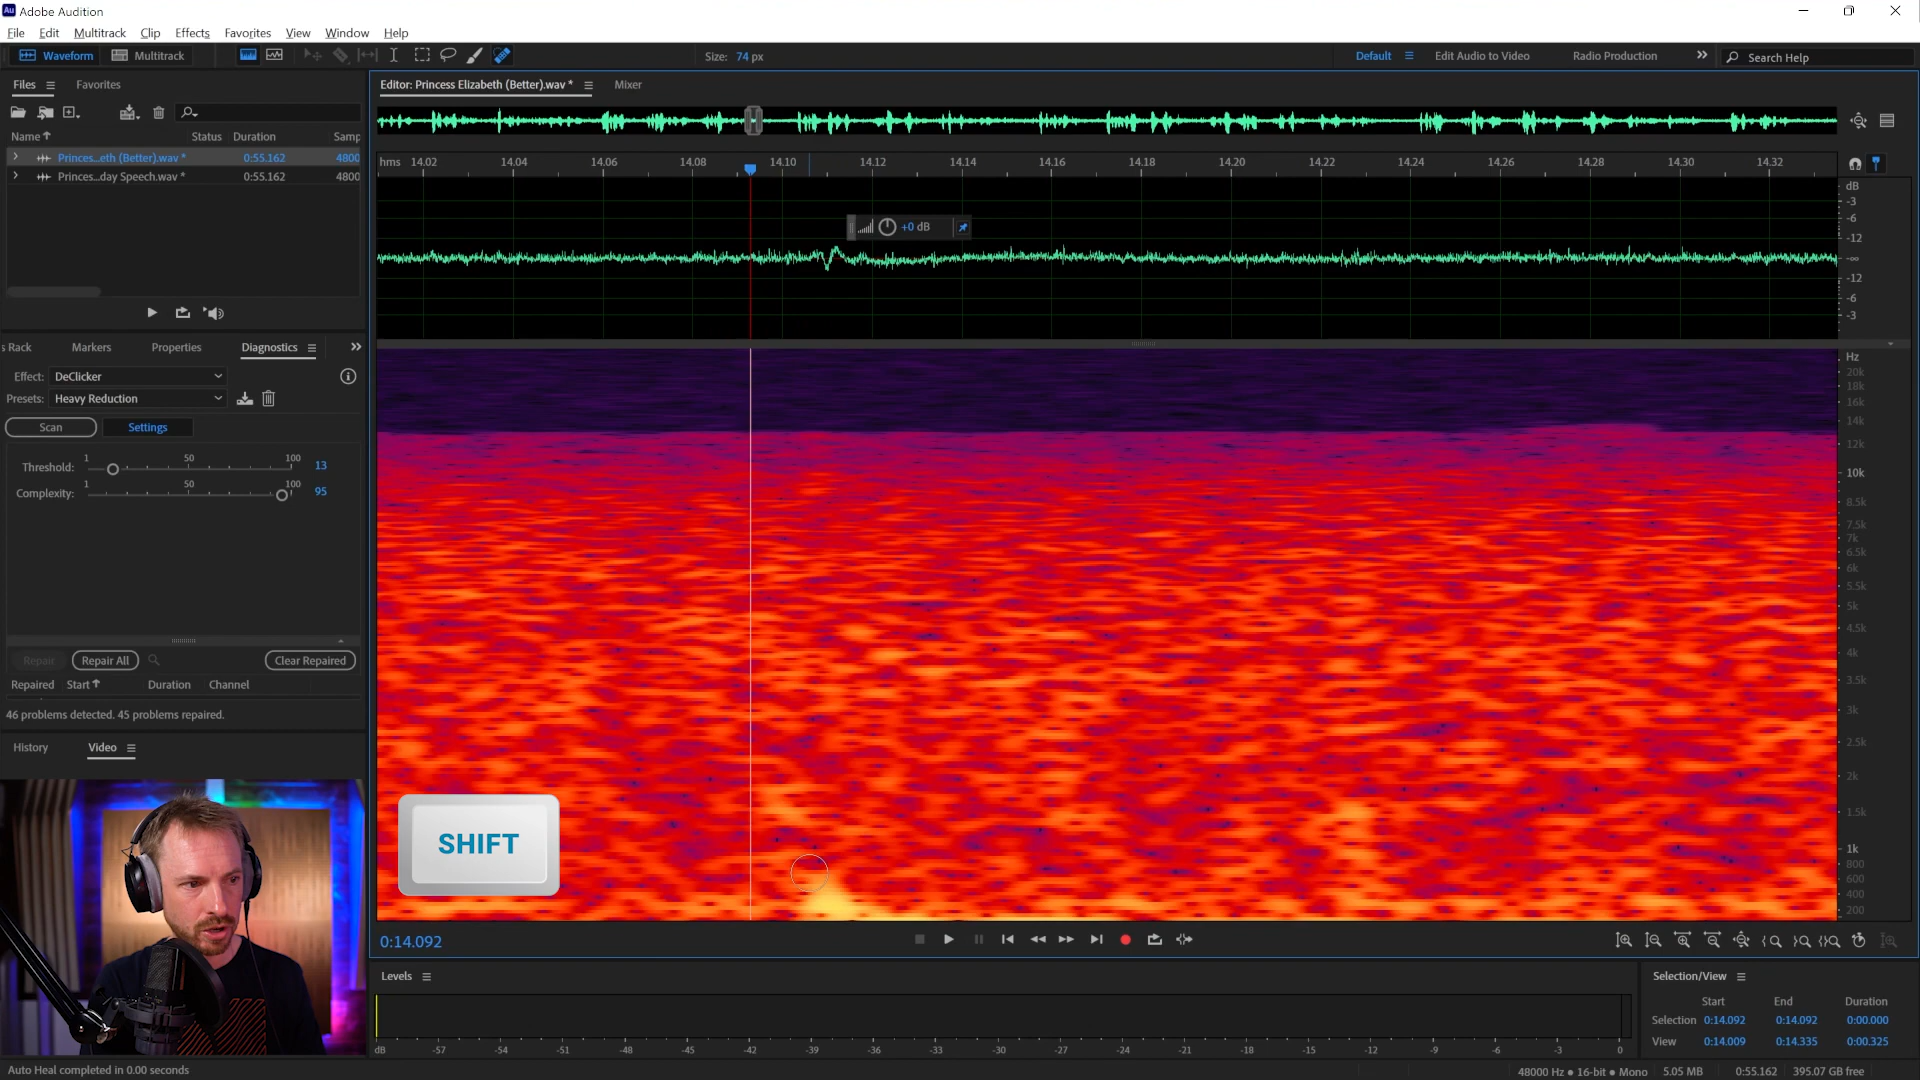 Au Adobe Audition
File Edit Multitrack Clip Effects Favorites View Window Help
Waveform Multitrack Size: 74 px Default Edit Audio to Video Radio Production Search Help
Files Favorites
Name Status Duration Samp
Princes...eth (Better).wav * 0:55.162 4800
Princes...day Speech.wav * 0:55.162 4800
s Rack Markers Properties Diagnostics
Effect: DeClicker
Presets: Heavy Reduction
Scan Settings
1 50 100
Threshold: 13
1 50 100
Complexity: 95
Repair Repair All Clear Repaired
Repaired Start Duration Channel
46 problems detected. 45 problems repaired.
History Video
Editor: Princess Elizabeth (Better).wav * Mixer
hms 14.02 14.04 14.06 14.08 14.10 14.12 14.14 14.16 14.18 14.20 14.22 14.24 14.26 14.28 14.30 14.32
dB
-3
-6
-12
-∞
-12
-6
-3
+0 dB
Hz
20k
18k
16k
14k
12k
10k
8.5k
7.5k
7k
6.5k
6k
5.5k
5k
4.5k
4k
3.5k
3k
2.5k
2k
1.5k
1k
800
600
400
200
SHIFT
0:14.092
Levels
dB -57 -54 -51 -48 -45 -42 -39 -36 -33 -30 -27 -24 -21 -18 -15 -12 -9 -6 -3 0
Selection/View
Start End Duration
Selection 0:14.092 0:14.092 0:00.000
View 0:14.009 0:14.335 0:00.325
Auto Heal completed in 0.00 seconds
48000 Hz • 16-bit • Mono 5.05 MB 0:55.162 395.07 GB free